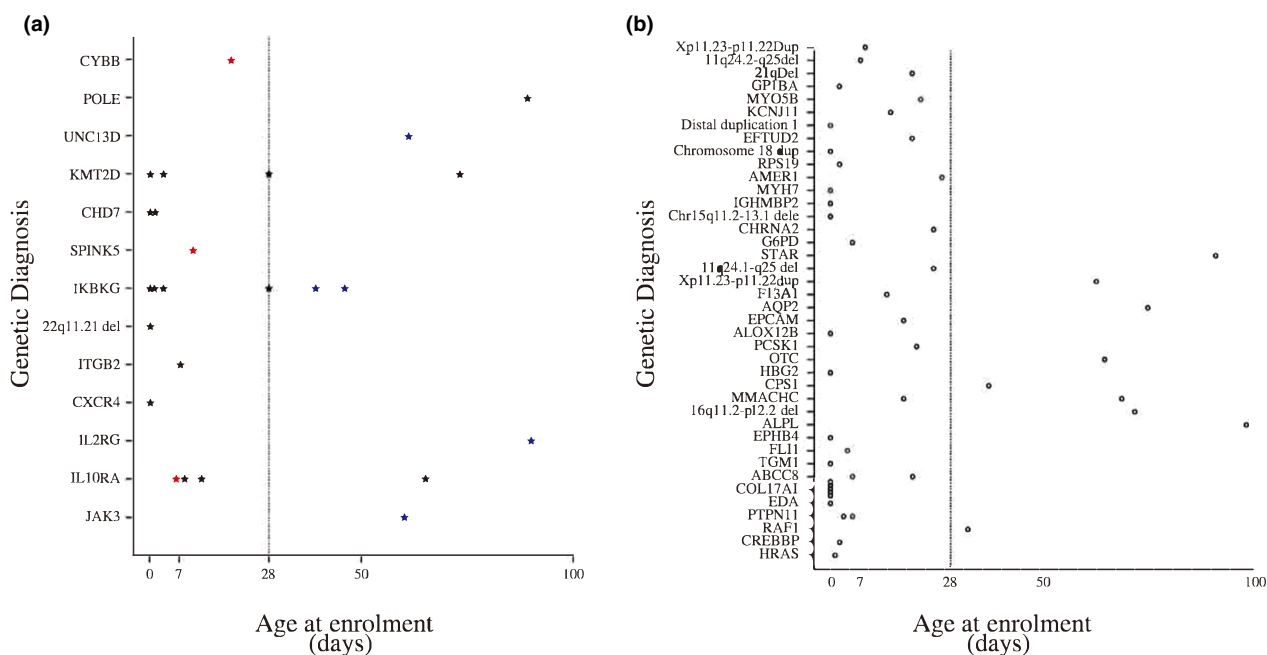 (a)
Genetic Diagnosis
CYBB
POLE
UNC13D
KMT2D
CHD7
SPINK5
IKBKG
22q11.21 del
ITGB2
CXCR4
IL2RG
IL10RA
JAK3
0 7 28 50 100
Age at enrolment
(days)
(b)
Genetic Diagnosis
Xp11.23-p11.22Dup
11q24.2-q25del
21qDel
GP1BA
MYO5B
KCNJ11
Distal duplication 1
EFTUD2
Chromosome 18 dup
RPS19
AMER1
MYH7
IGHMBP2
Chr15q11.2-13.1 dele
CHRNA2
G6PD
STAR
11q24.1-q25 del
Xp11.23-p11.22dup
F13A1
AQP2
EPCAM
ALOX12B
PCSK1
OTC
HBG2
CPS1
MMACHC
16q11.2-p12.2 del
ALPL
EPHB4
FLI1
TGM1
ABCC8
COL17AI
EDA
PTPN11
RAF1
CREBBP
HRAS
0 7 28 50 100
Age at enrolment
(days)